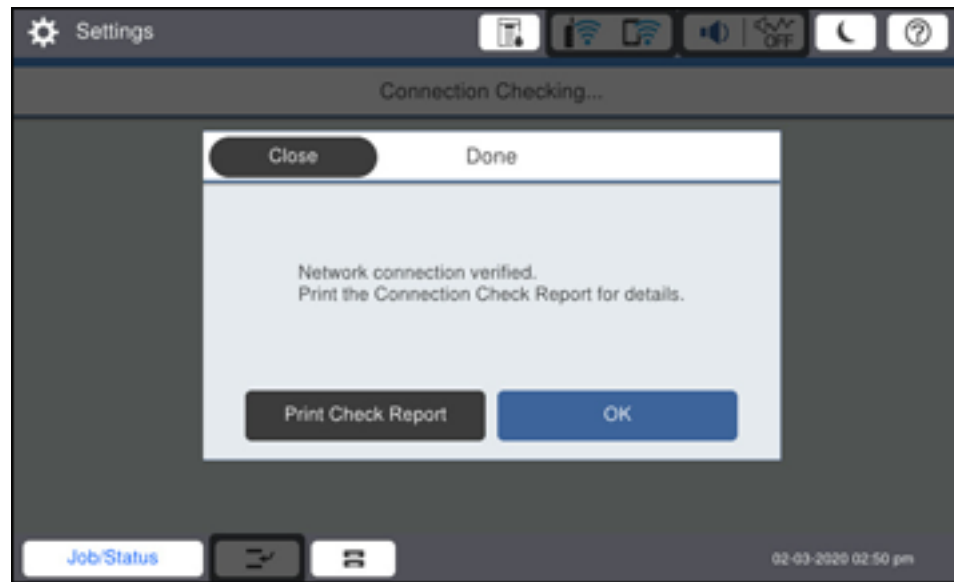 Settings
OFF
Connection Checking...
Close
Done
Network connection verified.
Print the Connection Check Report for details.
Print Check Report
OK
Job/Status
02-03-2020 02:50 pm